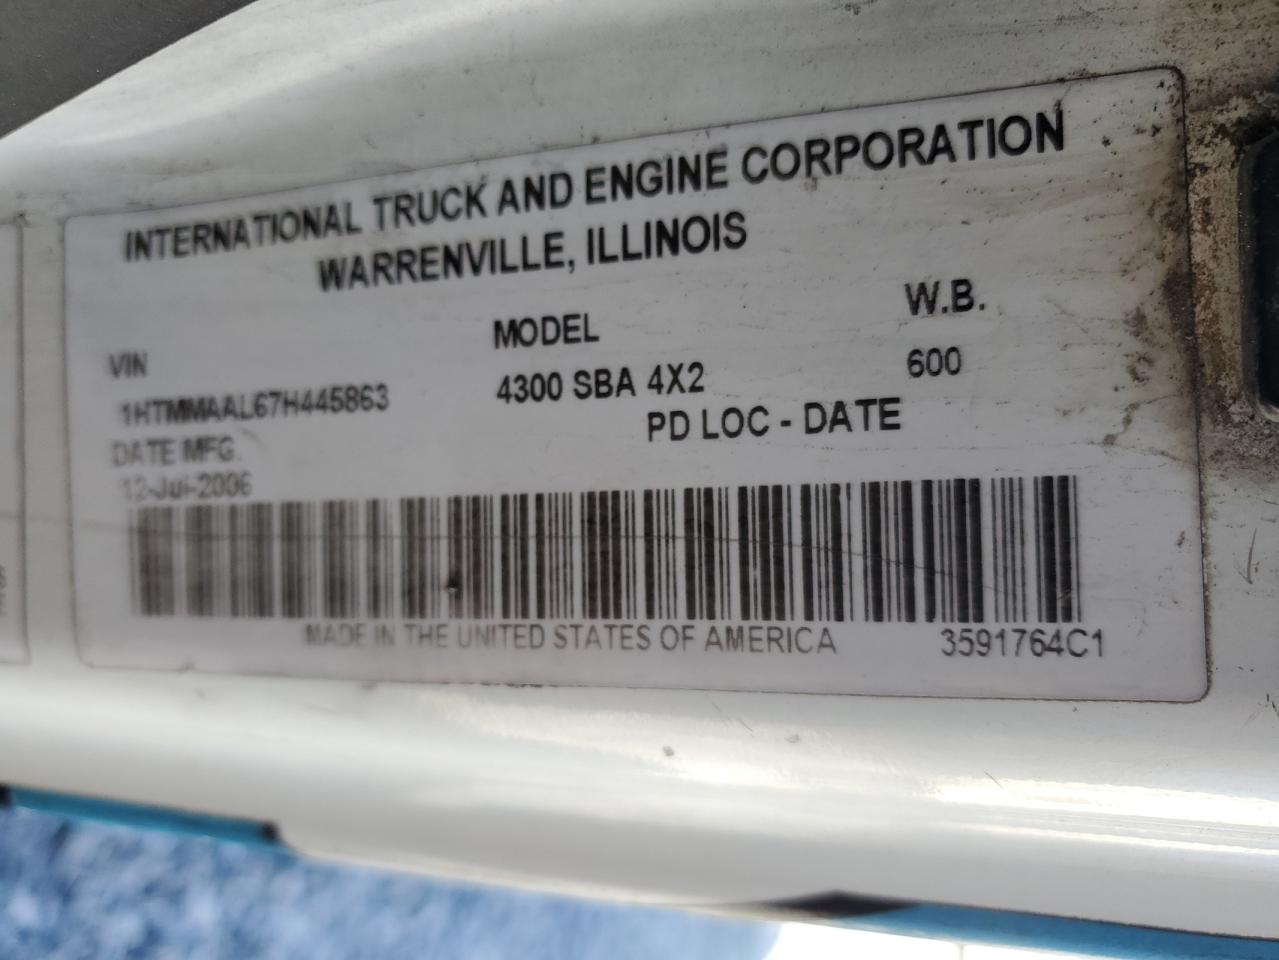 INTERNATIONAL TRUCK AND ENGINE CORPORATION
WARRENVILLE, ILLINOIS
VIN MODEL W.B.
1HTMMAAL67H445863 4300 SBA 4X2 600
DATE MFG. PD LOC - DATE
12-Jul-2006
MADE IN THE UNITED STATES OF AMERICA 3591764C1